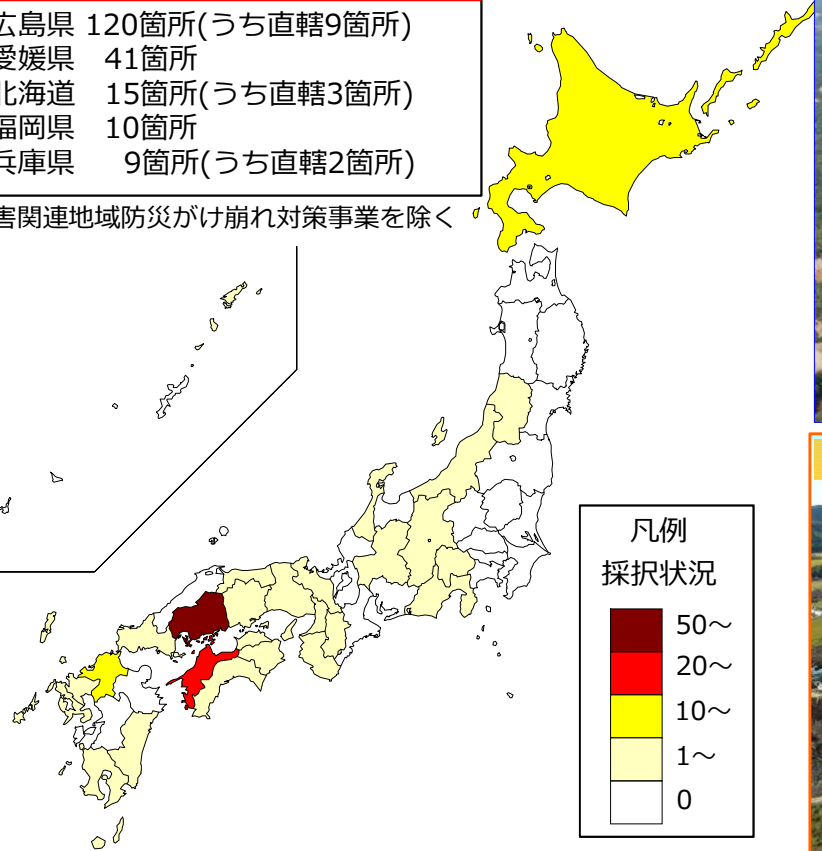 広島県 120箇所(うち直轄9箇所)
愛媛県 41箇所
北海道 15箇所(うち直轄3箇所)
福岡県 10箇所
兵庫県 9箇所(うち直轄2箇所)
害関連地域防災がけ崩れ対策事業を除く
凡例
採択状況
50～
20～
10～
1～
0